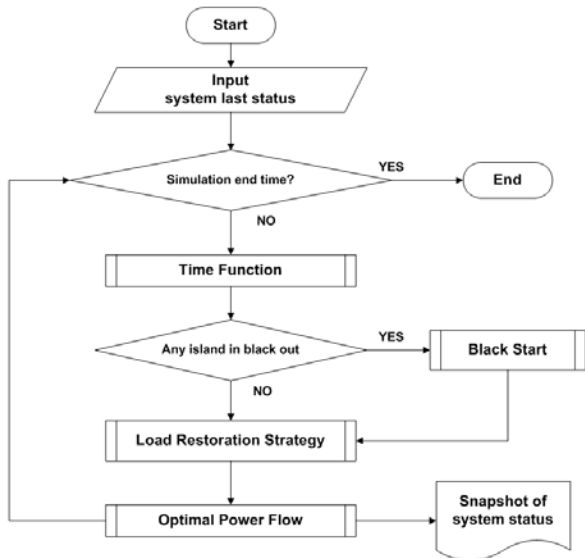 Start
Input
system last status
Simulation end time?
YES
End
NO
Time Function
Any island in black out
YES
Black Start
NO
Load Restoration Strategy
Optimal Power Flow
Snapshot of
system status